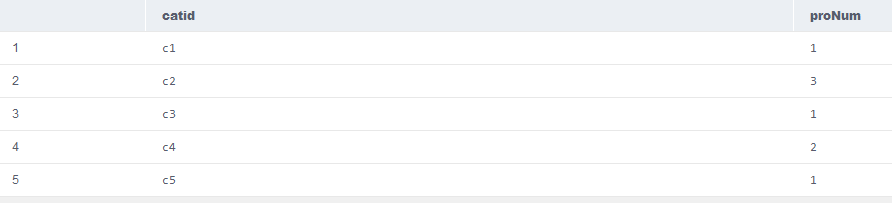 catid proNum
1 c1 1
2 c2 3
3 c3 1
4 c4 2
5 c5 1